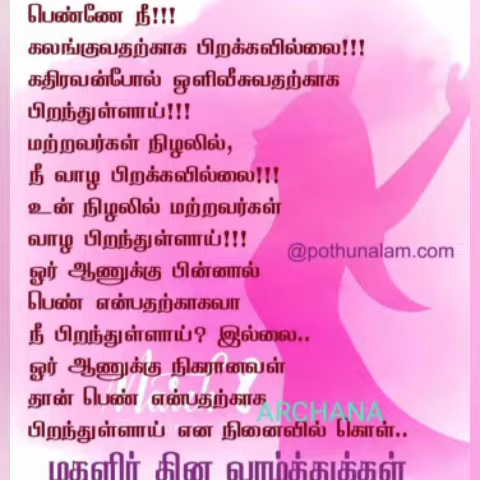 பெண்ணே நீ!!!
கலங்குவதற்காக பிறக்கவில்லை!!!
கதிரவன்போல் ஒளிவீசுவதற்காக
பிறந்துள்ளாய்!!!
மற்றவர்கள் நிழலில்,
நீ வாழ பிறக்கவில்லை!!!
உன் நிழலில் மற்றவர்கள்
வாழ பிறந்துள்ளாய்!!!
@pothunalam.com
ஓர் ஆணுக்கு பின்னால்
பெண் என்பதற்காகவா
நீ பிறந்துள்ளாய்? இல்லை..
ஓர் ஆணுக்கு நிகரானவள்
தான் பெண் என்பதற்காக
ARCHANA
பிறந்துள்ளாய் என நினைவில் கொள்..
மகளிர் தின வாழ்த்துக்கள்